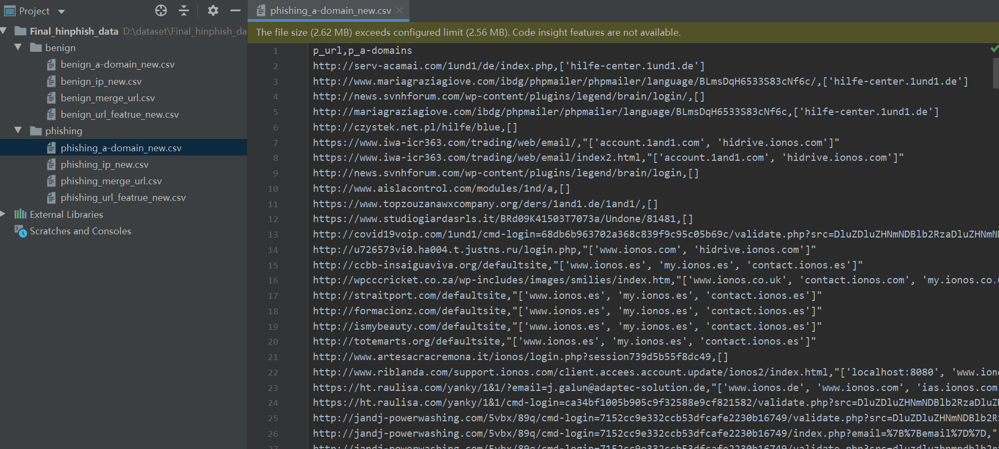 Project
Final_hinphish_data D:\dataset\Final_hinphish_da
benign
benign_a-domain_new.csv
benign_ip_new.csv
benign_merge_url.csv
benign_url_featrue_new.csv
phishing
phishing_a-domain_new.csv
phishing_ip_new.csv
phishing_merge_url.csv
phishing_url_featrue_new.csv
External Libraries
Scratches and Consoles
phishing_a-domain_new.csv
The file size (2.62 MB) exceeds configured limit (2.56 MB). Code insight features are not available.
1 p_url,p_a-domains
2 http://serv-acamai.com/1und1/de/index.php,['hilfe-center.1und1.de']
3 http://www.mariagraziagiove.com/ibdg/phpmailer/phpmailer/language/BLmsDqH6533S83cNf6c/,['hilfe-center.1und1.de']
4 http://news.svnhforum.com/wp-content/plugins/legend/brain/login/,[]
5 http://mariagraziagiove.com/ibdg/phpmailer/phpmailer/language/BLmsDqH6533S83cNf6c,['hilfe-center.1und1.de']
6 http://czystek.net.pl/hilfe/blue,[]
7 https://www.iwa-icr363.com/trading/web/email/,"['account.1and1.com', 'hidrive.ionos.com']"
8 https://www.iwa-icr363.com/trading/web/email/index2.html,"['account.1and1.com', 'hidrive.ionos.com']"
9 http://news.svnhforum.com/wp-content/plugins/legend/brain/login,[]
10 http://www.aislacontrol.com/modules/1nd/a,[]
11 https://www.topzouzanawxcompany.org/ders/1and1.de/1and1/,[]
12 https://www.studiogiardasrls.it/BRd09K41503T7073a/Undone/81481,[]
13 http://covid19voip.com/1und1/cmd-login=68db6b963702a368c839f9c95c05b69c/validate.php?src=DluZDluZHNmNDBlb2RzaDluZHNmND
14 http://u726573vi0.ha004.t.justns.ru/login.php,"['www.ionos.com', 'hidrive.ionos.com']"
15 http://ccbb-insaiguaviva.org/defaultsite,"['www.ionos.es', 'my.ionos.es', 'contact.ionos.es']"
16 http://wpcccricket.co.za/wp-includes/images/smilies/index.htm,"['www.ionos.co.uk', 'contact.ionos.com', 'my.ionos.co.u
17 http://straitport.com/defaultsite,"['www.ionos.es', 'my.ionos.es', 'contact.ionos.es']"
18 http://formacionz.com/defaultsite,"['www.ionos.es', 'my.ionos.es', 'contact.ionos.es']"
19 http://ismybeauty.com/defaultsite,"['www.ionos.es', 'my.ionos.es', 'contact.ionos.es']"
20 http://totemarts.org/defaultsite,"['www.ionos.es', 'my.ionos.es', 'contact.ionos.es']"
21 http://www.artesacracremona.it/ionos/login.php?session739d5b55f8dc49,[]
22 http://www.riblanda.com/support.ionos.com/client.accees.account.update/ionos2/index.html,"['localhost:8080', 'www.iono
23 https://ht.raulisa.com/yanky/1&1/?email=j.galun@adaptec-solution.de,"['www.ionos.de', 'www.ionos.com', 'ias.ionos.com
24 https://ht.raulisa.com/yanky/1&1/cmd-login=ca34bf1005b905c9f32588e9cf821582/validate.php?src=DluZDluZHNmNDBlb2RzaDluZH
25 http://jandj-powerwashing.com/5vbx/89q/cmd-login=7152cc9e332ccb53dfcafe2230b16749/validate.php?src=DluZDluZHNmNDBlb2Rz
26 http://jandj-powerwashing.com/5vbx/89q/cmd-login=7152cc9e332ccb53dfcafe2230b16749/index.php?email=%7B%7Bemail%7D%7D,"
27 http://jandj-powerwashing.com/5vbx/89q/cmd-login=7152cc9e332ccb53dfcafe2230b16749/validate.php?src=dluzdluzhnmndblb2r